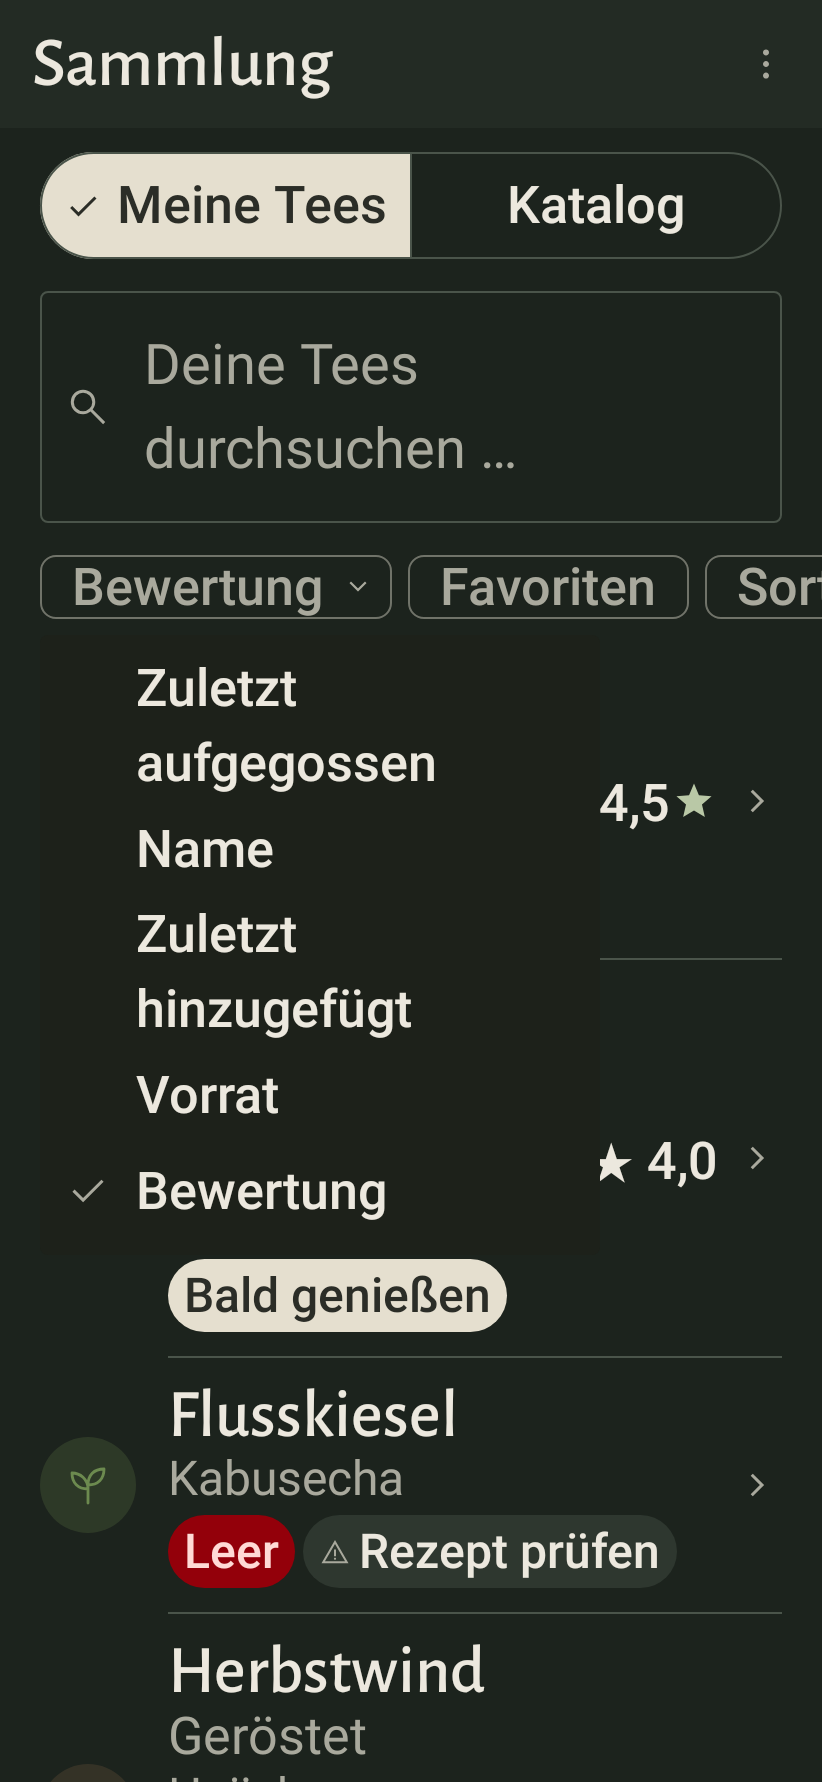 Sammlung
Meine Tees
Katalog
Deine Tees
durchsuchen …
Bewertung
Favoriten
Zuletzt
aufgegossen
Name
Zuletzt
hinzugefügt
Vorrat
Bewertung
4,5
4,0
Bald genießen
Flusskiesel
Kabusecha
Leer
Rezept prüfen
Herbstwind
Geröstet